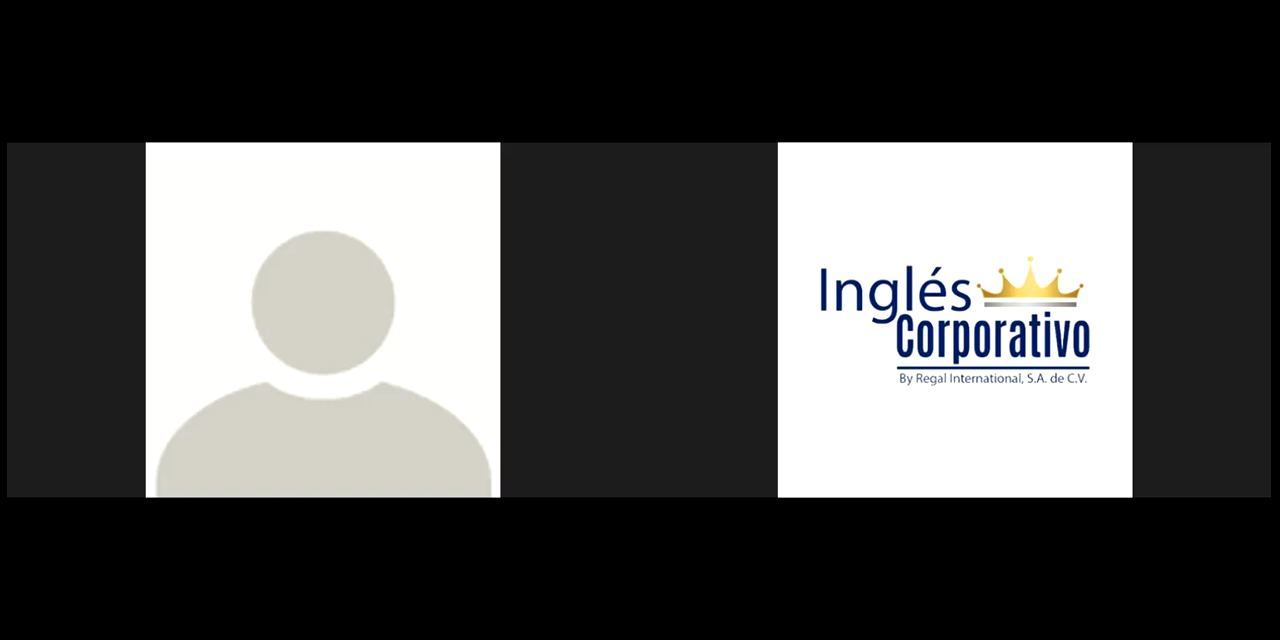 Inglés
Corporativo
By Regal International, S.A. de C.V.